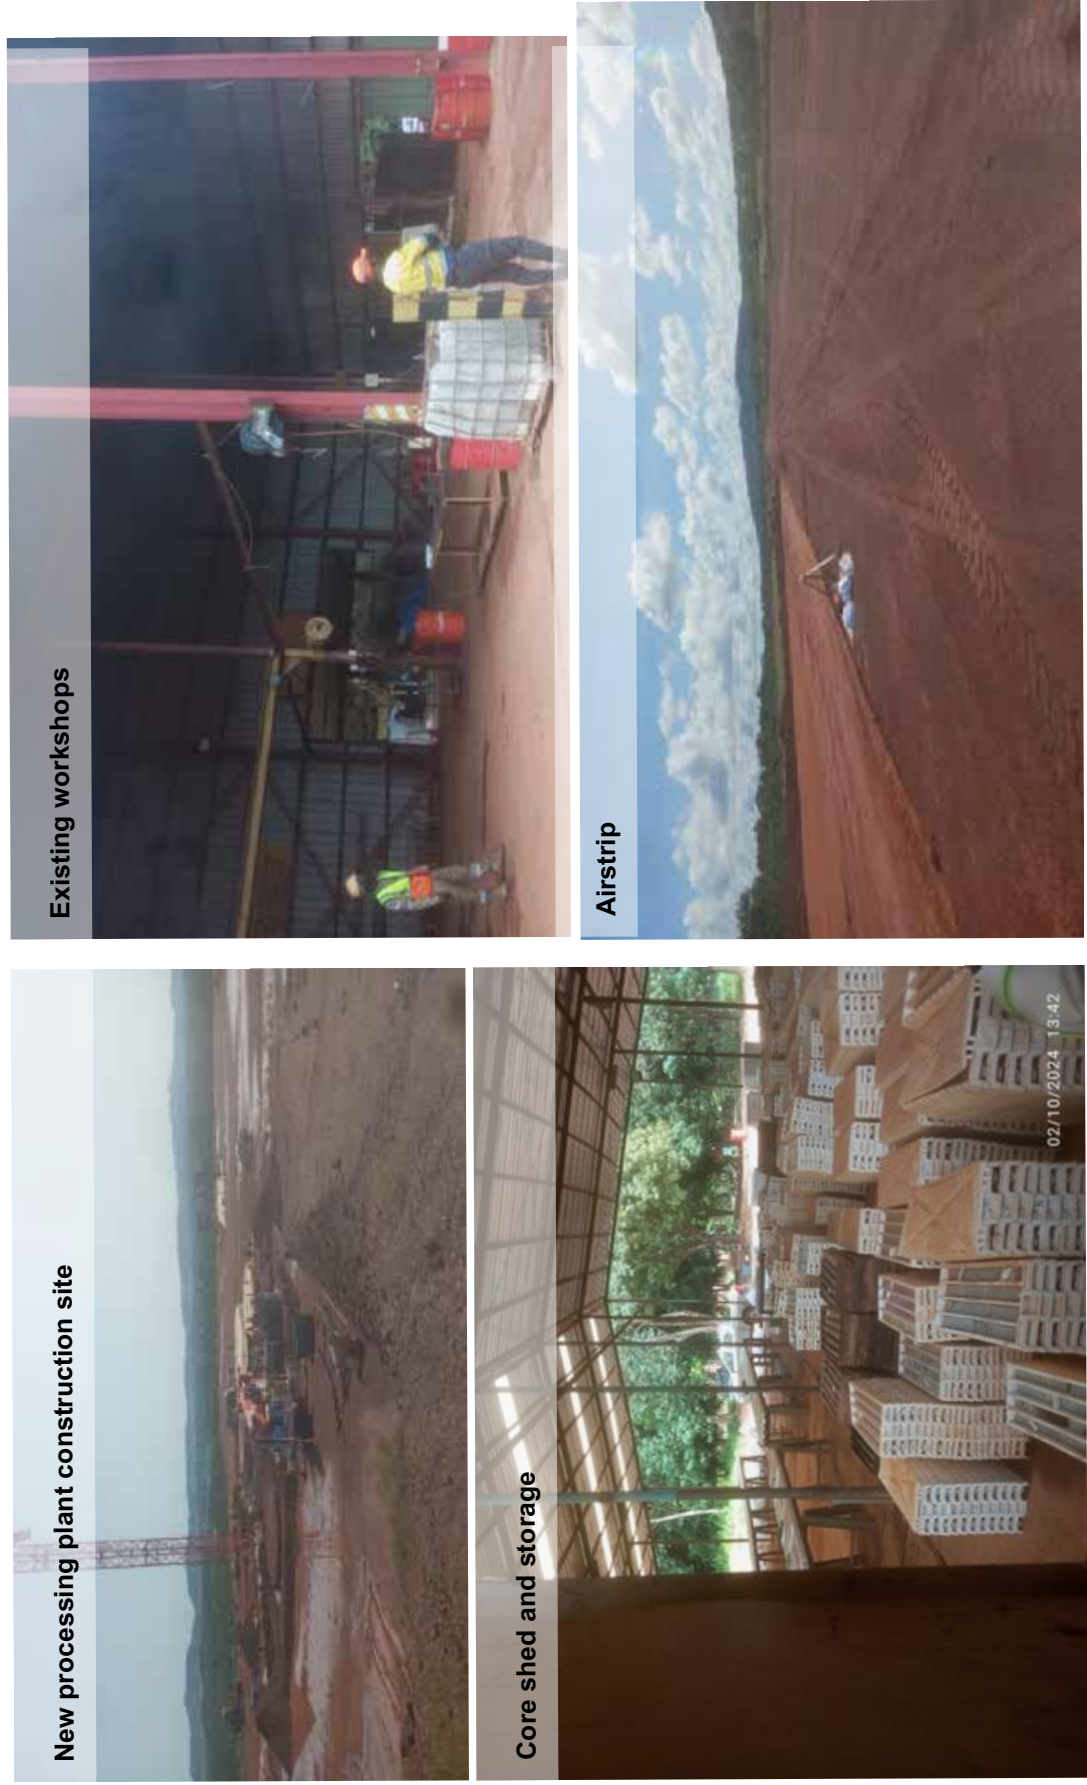 New processing plant construction site
Existing workshops
Core shed and storage
02/10/2024 13:42
Airstrip